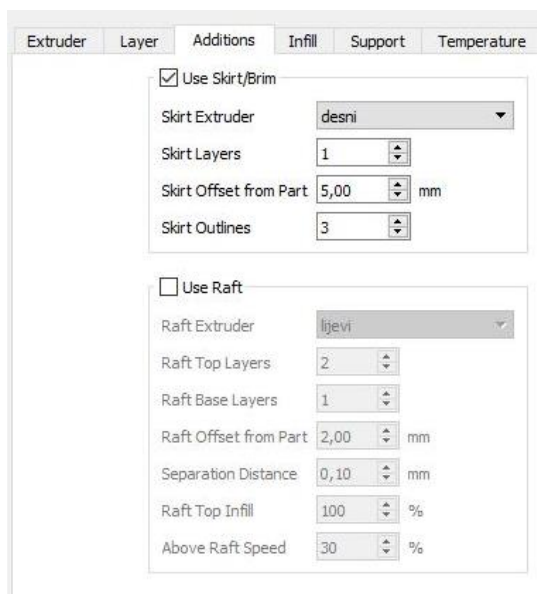 Extruder Layer Additions Infill Support Temperature
Use Skirt/Brim
Skirt Extruder desni
Skirt Layers 1
Skirt Offset from Part 5,00 mm
Skirt Outlines 3
Use Raft
Raft Extruder lijevi
Raft Top Layers 2
Raft Base Layers 1
Raft Offset from Part 2,00 mm
Separation Distance 0,10 mm
Raft Top Infill 100 %
Above Raft Speed 30 %